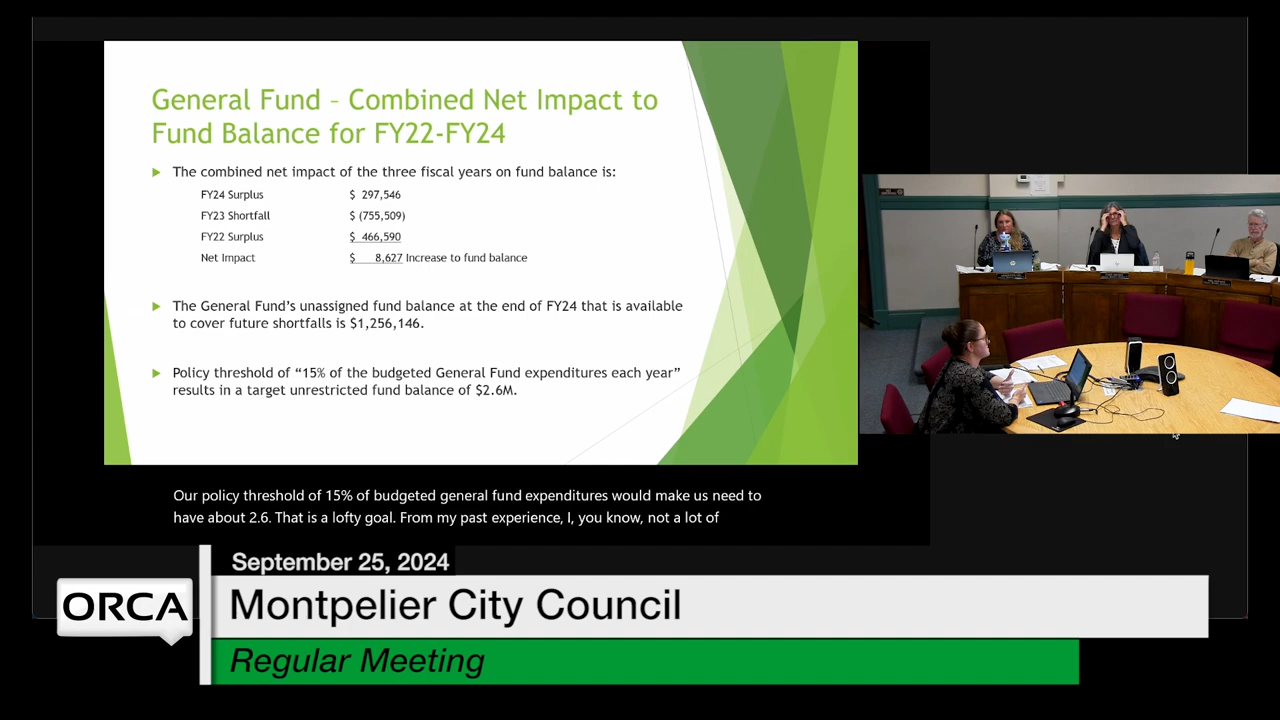 General Fund – Combined Net Impact to
Fund Balance for FY22-FY24
The combined net impact of the three fiscal years on fund balance is:
FY24 Surplus $ 297,546
FY23 Shortfall $ (755,509)
FY22 Surplus $ 466,590
Net Impact $ 8,627 Increase to fund balance
The General Fund's unassigned fund balance at the end of FY24 that is available
to cover future shortfalls is $1,256,146.
Policy threshold of "15% of the budgeted General Fund expenditures each year"
results in a target unrestricted fund balance of $2.6M.
Our policy threshold of 15% of budgeted general fund expenditures would make us need to
have about 2.6. That is a lofty goal. From my past experience, I, you know, not a lot of
September 25, 2024
ORCA
Montpelier City Council
Regular Meeting